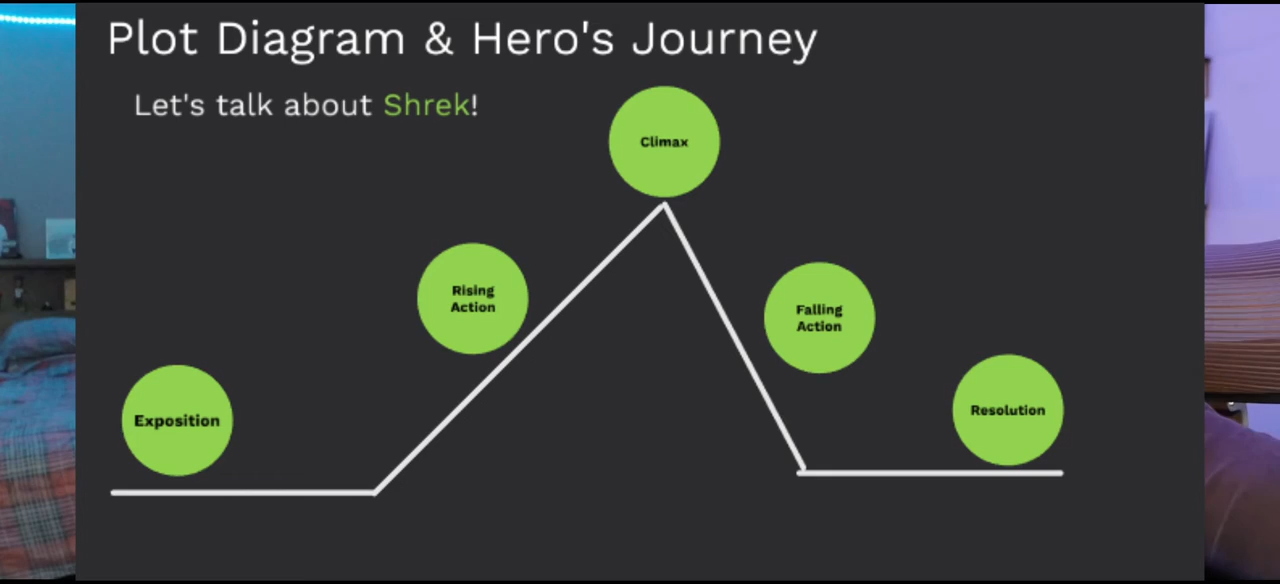 Plot Diagram & Hero's Journey
Let's talk about Shrek!
Climax
Rising
Action
Falling
Action
Exposition
Resolution